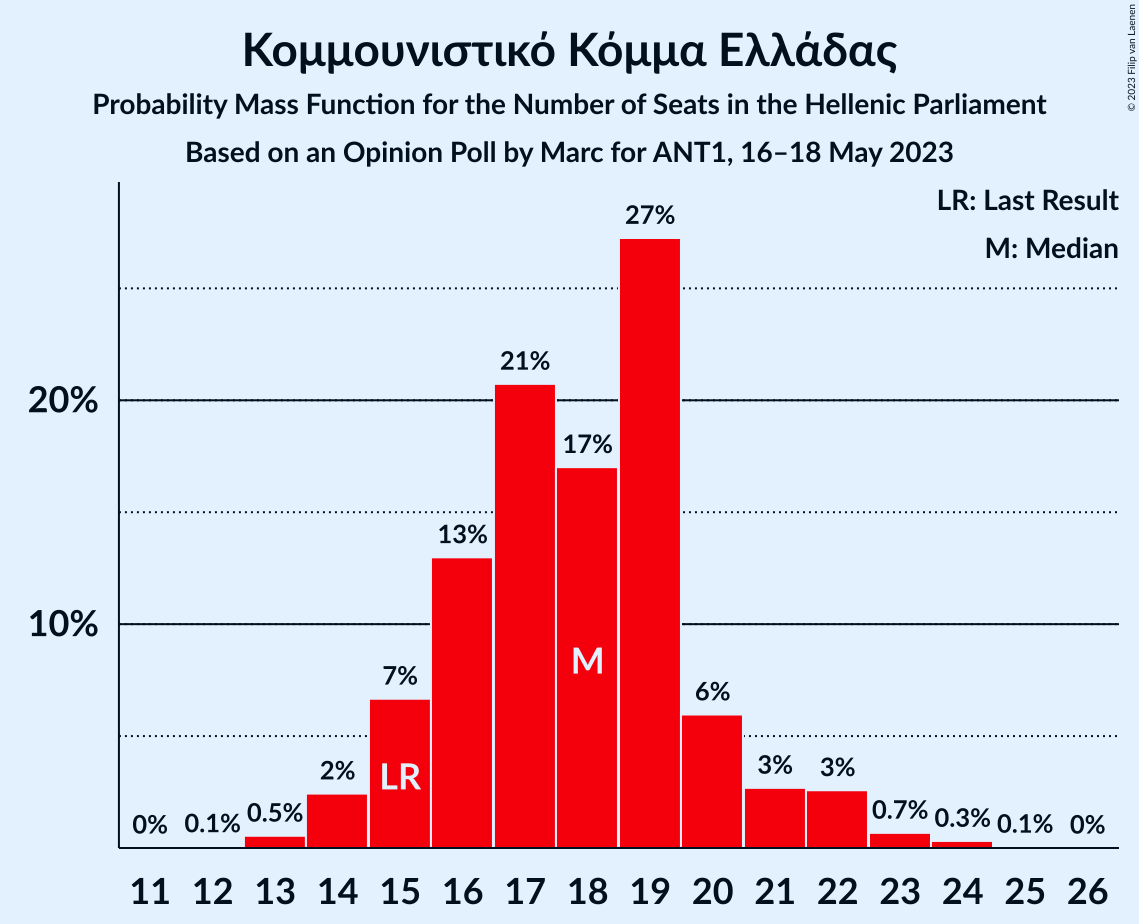 Κομμουνιστικό Κόμμα Ελλάδας
Probability Mass Function for the Number of Seats in the Hellenic Parliament
Based on an Opinion Poll by Marc for ANT1, 16–18 May 2023
© 2023 Filip van Laenen
LR: Last Result
M: Median
27%
21%
20%
17%
13%
10%
M
7%
6%
LR
2%
3%
3%
0%
0.1%
0.5%
0.7%
0.3%
0.1%
0%
11 12 13 14 15 16 17 18 19 20 21 22 23 24 25 26